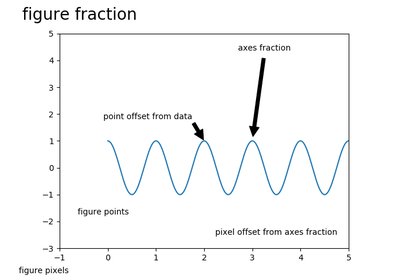 figure fraction
5
axes fraction
4
3
2
point offset from data
1
0
−1
figure points
−2
pixel offset from axes fraction
−3
−1 0 1 2 3 4 5
figure pixels